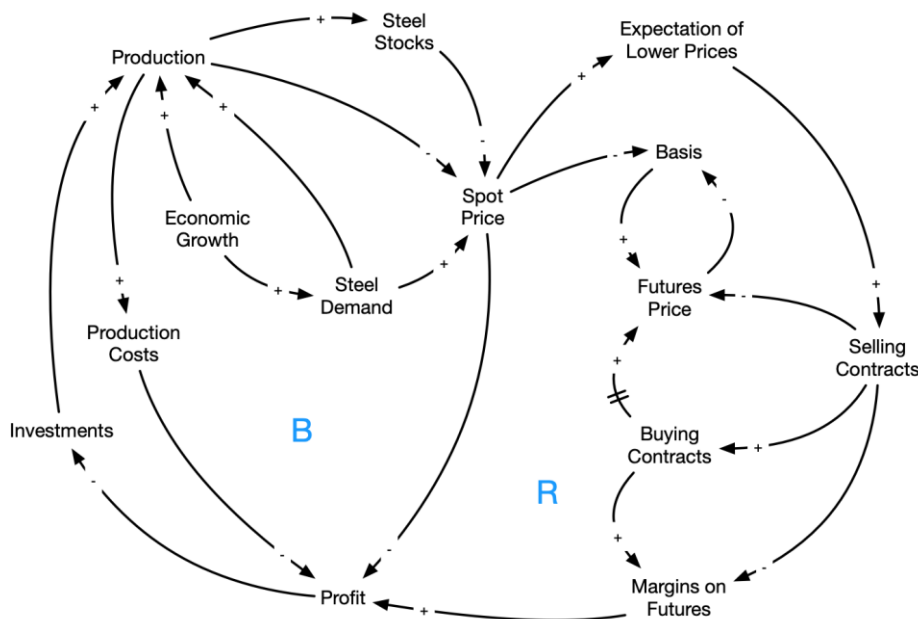 Steel
Stocks
Expectation of
Lower Prices
Production
+
+
-
+
+
+
-
-
-
Basis
-
Spot
Price
Economic
Growth
+
+
+
+
Steel
Demand
Futures
Price
+
-
Production
Costs
Selling
Contracts
+
Investments
B
Buying
Contracts
+
-
R
+
-
-
-
Profit
+
Margins on
Futures